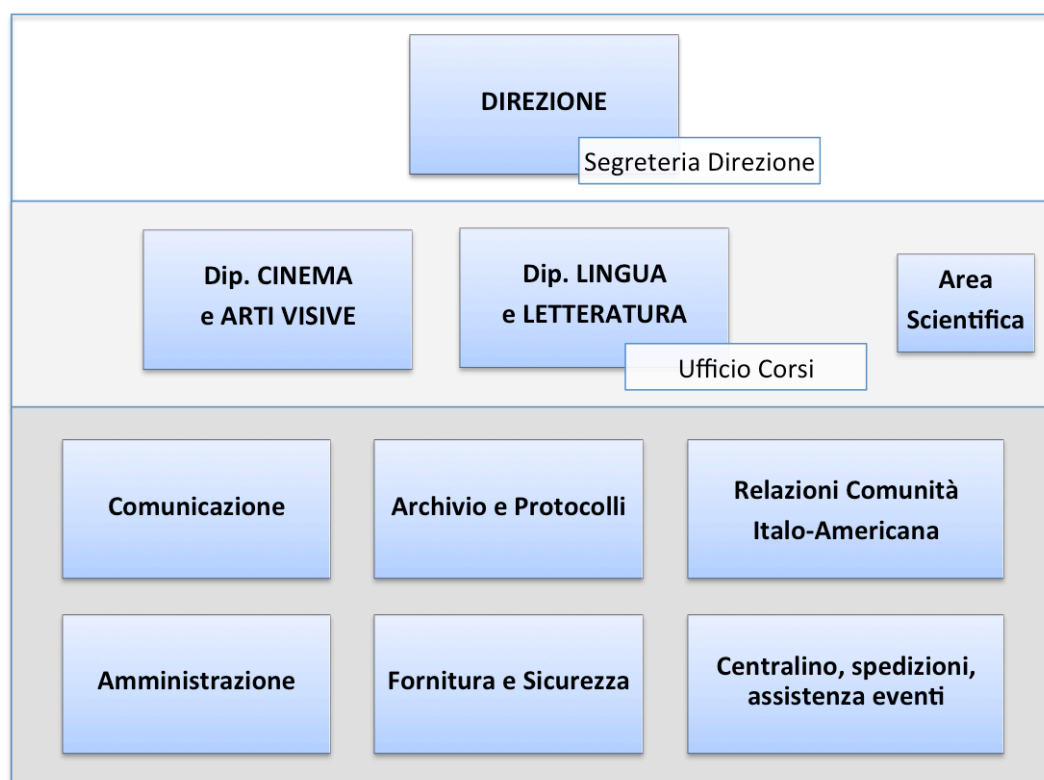 DIREZIONE
Segreteria Direzione
Dip. CINEMA
e ARTI VISIVE
Dip. LINGUA
e LETTERATURA
Ufficio Corsi
Area
Scientifica
Comunicazione
Archivio e Protocolli
Relazioni Comunità
Italo-Americana
Amministrazione
Fornitura e Sicurezza
Centralino, spedizioni,
assistenza eventi